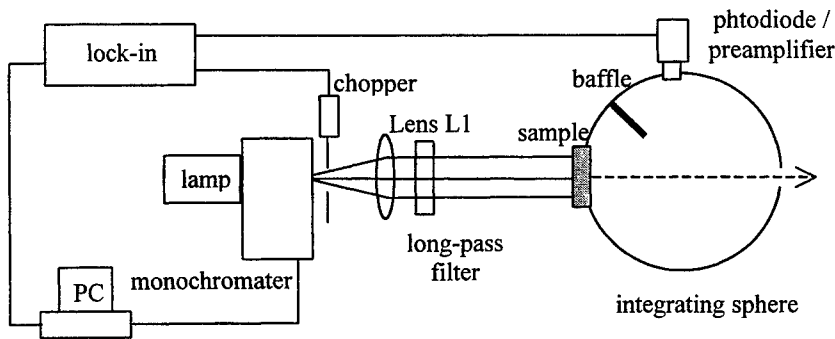 phtodiode /
preamplifier
lock-in
baffle
chopper
Lens L1
sample
lamp
long-pass
filter
monochromater
PC
integrating sphere